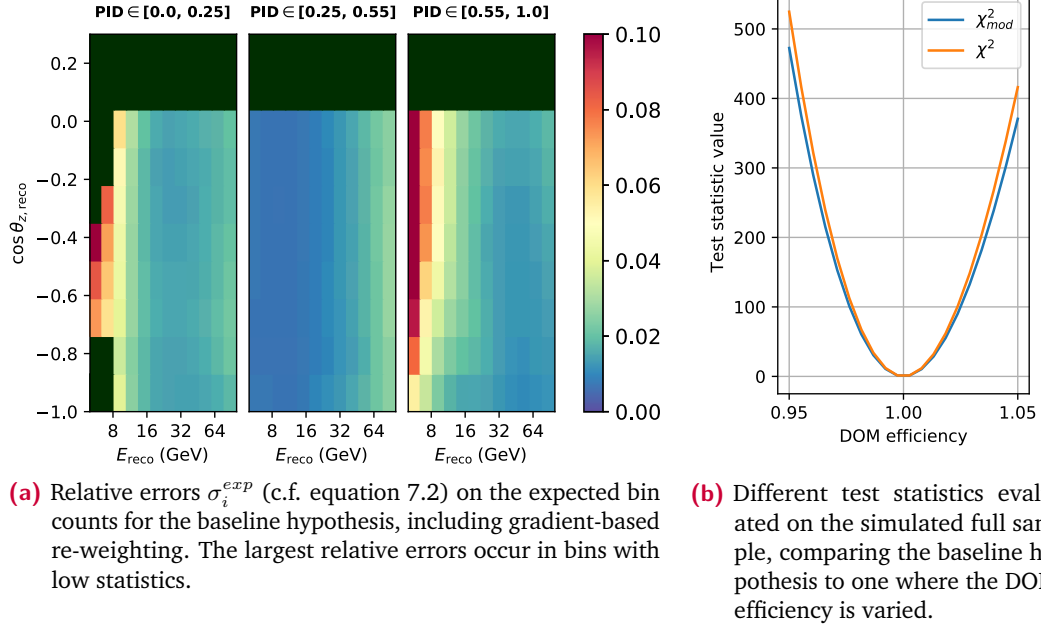 PID ∈ [0.0, 0.25] PID ∈ [0.25, 0.55] PID ∈ [0.55, 1.0]
0.2
0.0
−0.2
−0.4
−0.6
−0.8
−1.0
cos θz, reco
8 16 32 64
8 16 32 64
8 16 32 64
Ereco (GeV)
Ereco (GeV)
Ereco (GeV)
0.10
0.08
0.06
0.04
0.02
0.00
χ²mod
χ²
500
400
300
200
100
0
Test statistic value
0.95 1.00 1.05
DOM efficiency
(a) Relative errors σ_i^exp (c.f. equation 7.2) on the expected bin
counts for the baseline hypothesis, including gradient-based
re-weighting. The largest relative errors occur in bins with
low statistics.
(b) Different test statistics evalu-
ated on the simulated full sam-
ple, comparing the baseline hy-
pothesis to one where the DOM
efficiency is varied.